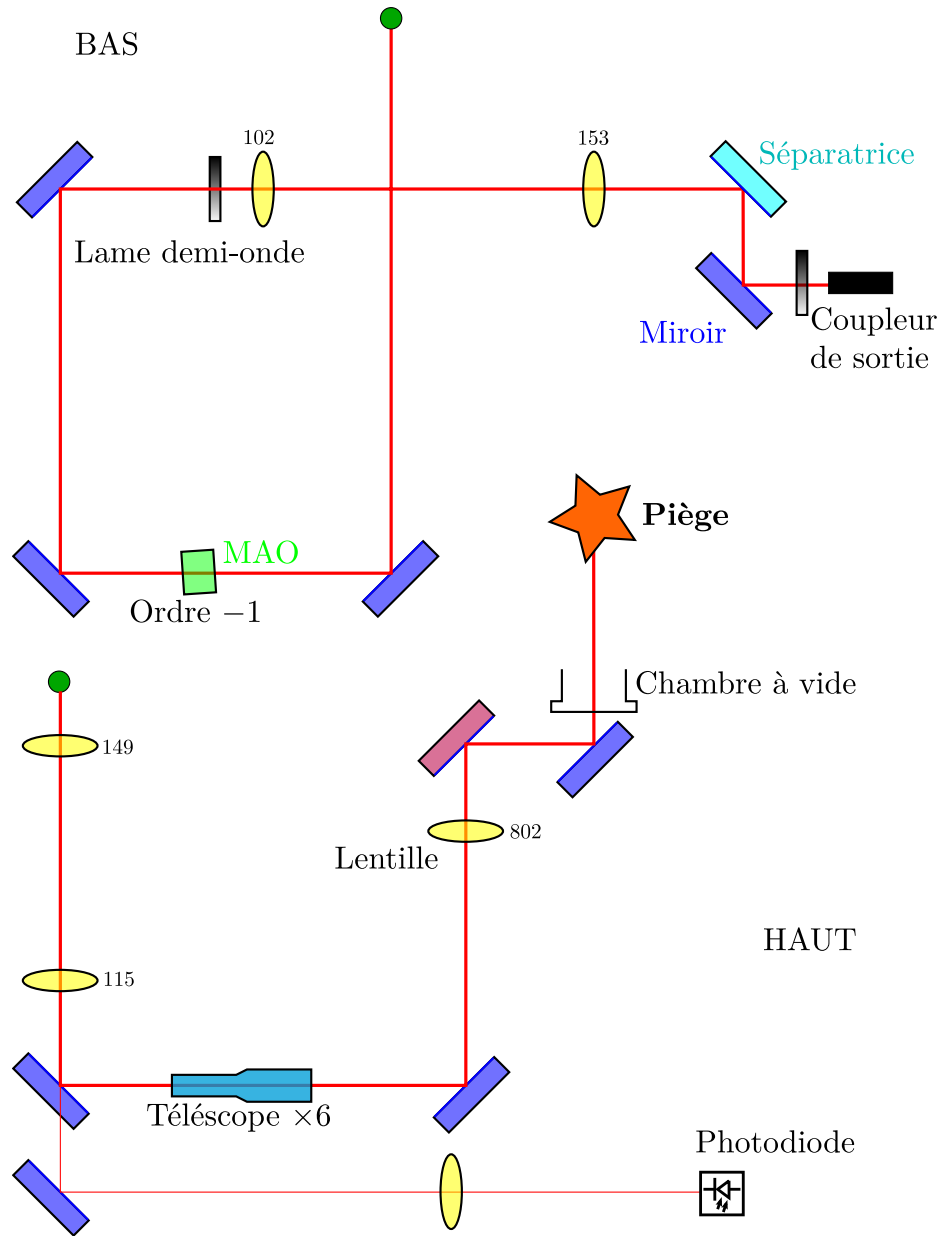 BAS
102
153
Séparatrice
Lame demi-onde
Coupleur
de sortie
Miroir
Piège
MAO
Ordre −1
Chambre à vide
149
802
Lentille
HAUT
115
Téléscope ×6
Photodiode